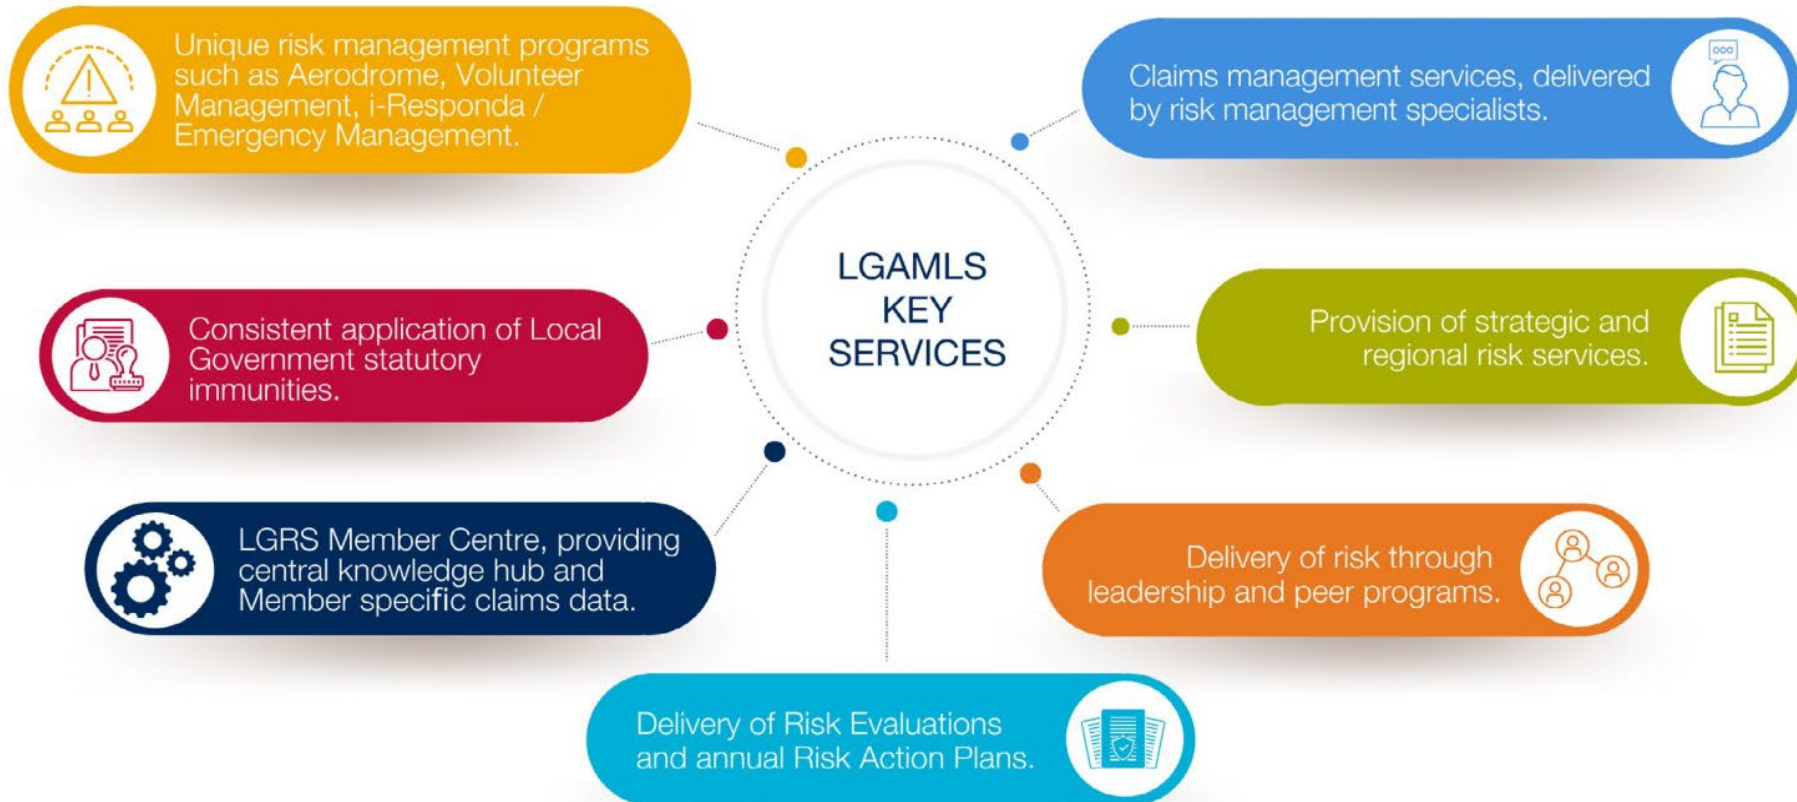 Unique risk management programs
such as Aerodrome, Volunteer
Management, i-Responda /
Emergency Management.
Claims management services, delivered
by risk management specialists.
LGAMLS
KEY
SERVICES
Consistent application of Local
Government statutory
immunities.
Provision of strategic and
regional risk services.
LGRS Member Centre, providing
central knowledge hub and
Member specific claims data.
Delivery of risk through
leadership and peer programs.
Delivery of Risk Evaluations
and annual Risk Action Plans.